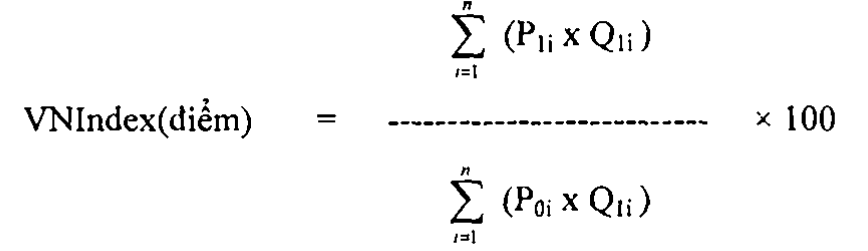 n
∑ (P₁ᵢ x Q₁ᵢ)
i=1
VNIndex(điểm) = ------------------------------ × 100
n
∑ (P₀ᵢ x Q₁ᵢ)
i=1